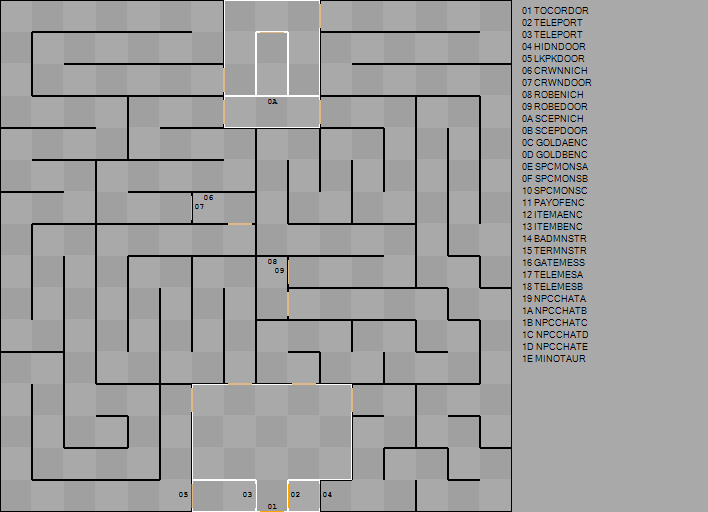 0A
06
07
08
09
05
03
02
04
01
01 TOCORDOR
02 TELEPORT
03 TELEPORT
04 HIDNDOOR
05 LKPKDOOR
06 CRWNNICH
07 CRWNDOOR
08 ROBENICH
09 ROBEDOOR
0A SCEPNICH
0B SCEPDOOR
0C GOLDAENC
0D GOLDBENC
0E SPCMONSA
0F SPCMONSB
10 SPCMONSC
11 PAYOFENC
12 ITEMAENC
13 ITEMBENC
14 BADMNSTR
15 TERMNSTR
16 GATEMESS
17 TELEMESA
18 TELEMESB
19 NPCCHATA
1A NPCCHATB
1B NPCCHATC
1C NPCCHATD
1D NPCCHATE
1E MINOTAUR